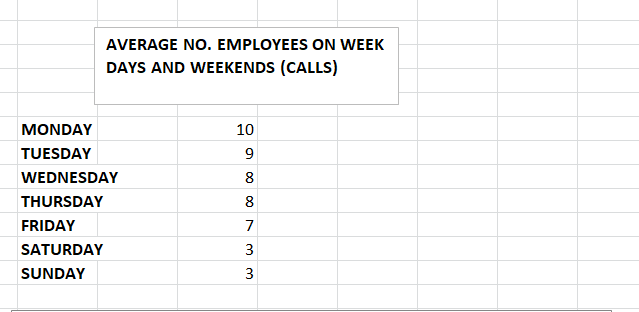 AVERAGE NO. EMPLOYEES ON WEEK
DAYS AND WEEKENDS (CALLS)
MONDAY 10
TUESDAY 9
WEDNESDAY 8
THURSDAY 8
FRIDAY 7
SATURDAY 3
SUNDAY 3